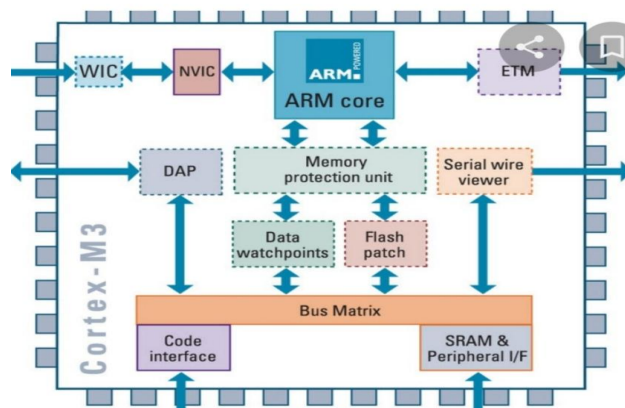 WIC
NVIC
ARM POWERED
ARM core
ETM
DAP
Memory
protection unit
Serial wire
viewer
Data
watchpoints
Flash
patch
Cortex-M3
Bus Matrix
Code
interface
SRAM &
Peripheral I/F